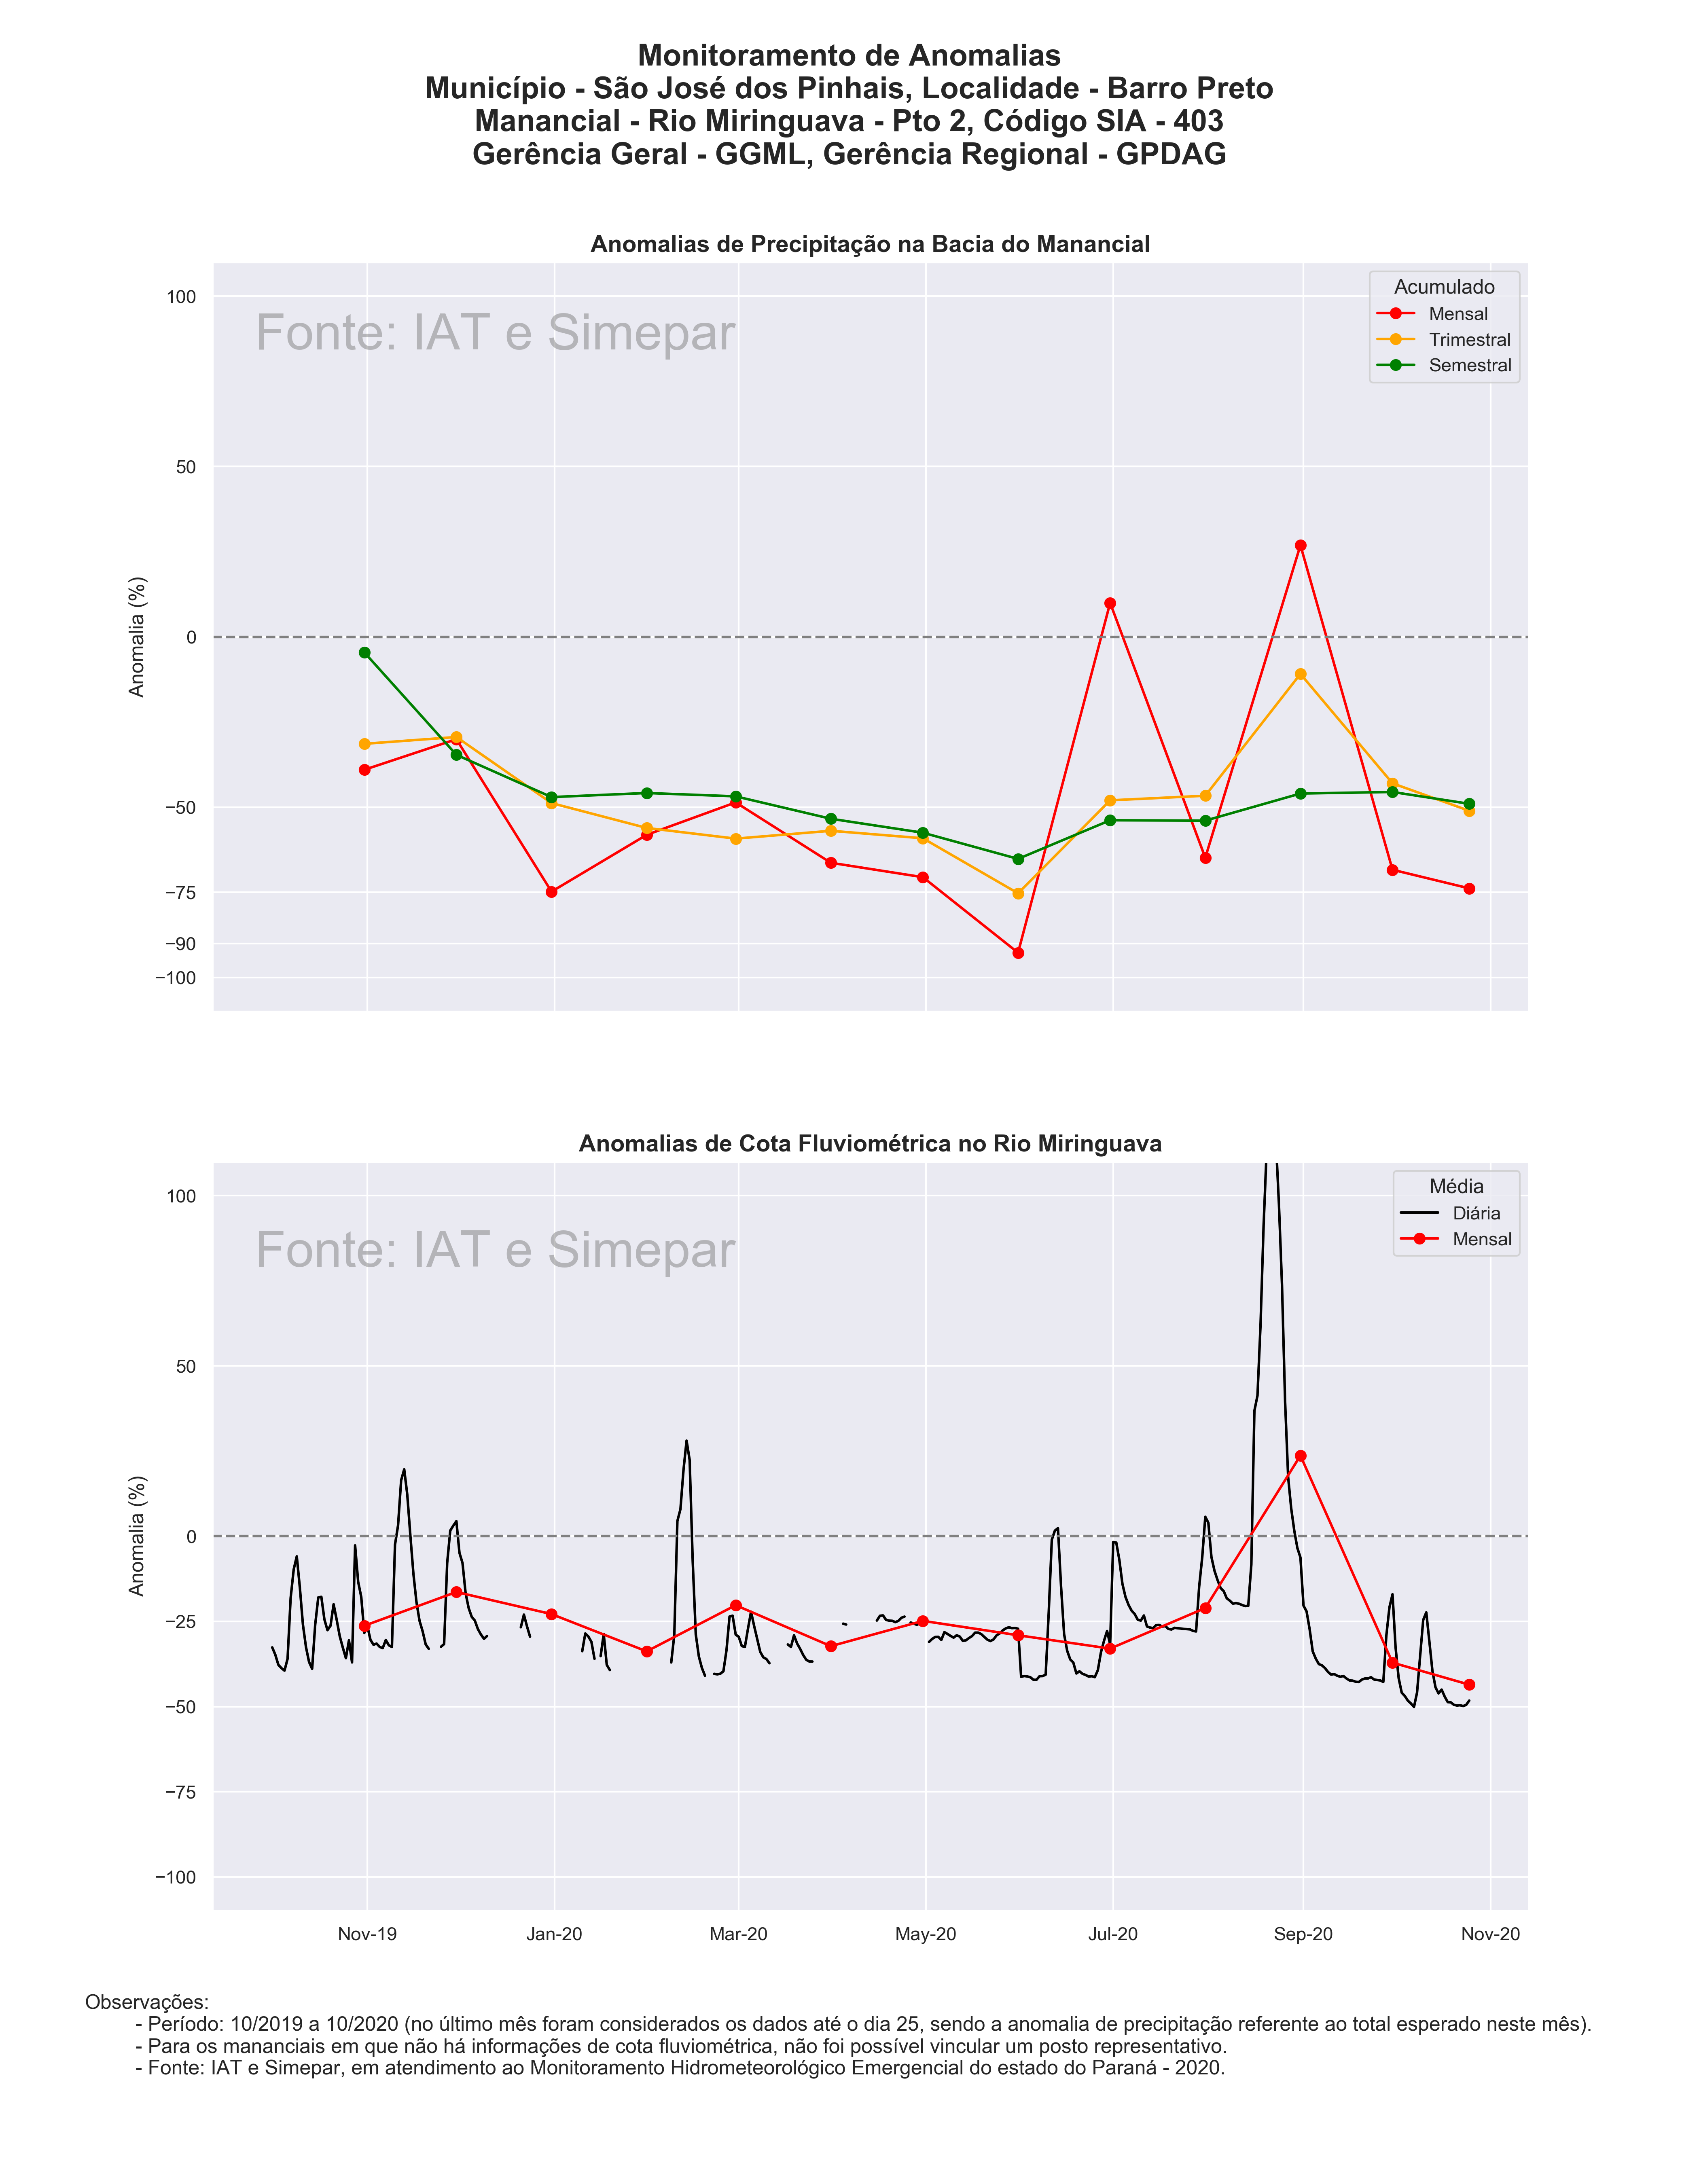 Monitoramento de Anomalias
Município - São José dos Pinhais, Localidade - Barro Preto
Manancial - Rio Miringuava - Pto 2, Código SIA - 403
Gerência Geral - GGML, Gerência Regional - GPDAG
Anomalias de Precipitação na Bacia do Manancial
Fonte: IAT e Simepar
Acumulado
Mensal
Trimestral
Semestral
Anomalia (%)
100
50
0
−50
−75
−90
−100
Anomalias de Cota Fluviométrica no Rio Miringuava
Fonte: IAT e Simepar
Média
Diária
Mensal
Anomalia (%)
100
50
0
−25
−50
−75
−100
Nov-19 Jan-20 Mar-20 May-20 Jul-20 Sep-20 Nov-20
Observações:
- Período: 10/2019 a 10/2020 (no último mês foram considerados os dados até o dia 25, sendo a anomalia de precipitação referente ao total esperado neste mês).
- Para os mananciais em que não há informações de cota fluviométrica, não foi possível vincular um posto representativo.
- Fonte: IAT e Simepar, em atendimento ao Monitoramento Hidrometeorológico Emergencial do estado do Paraná - 2020.